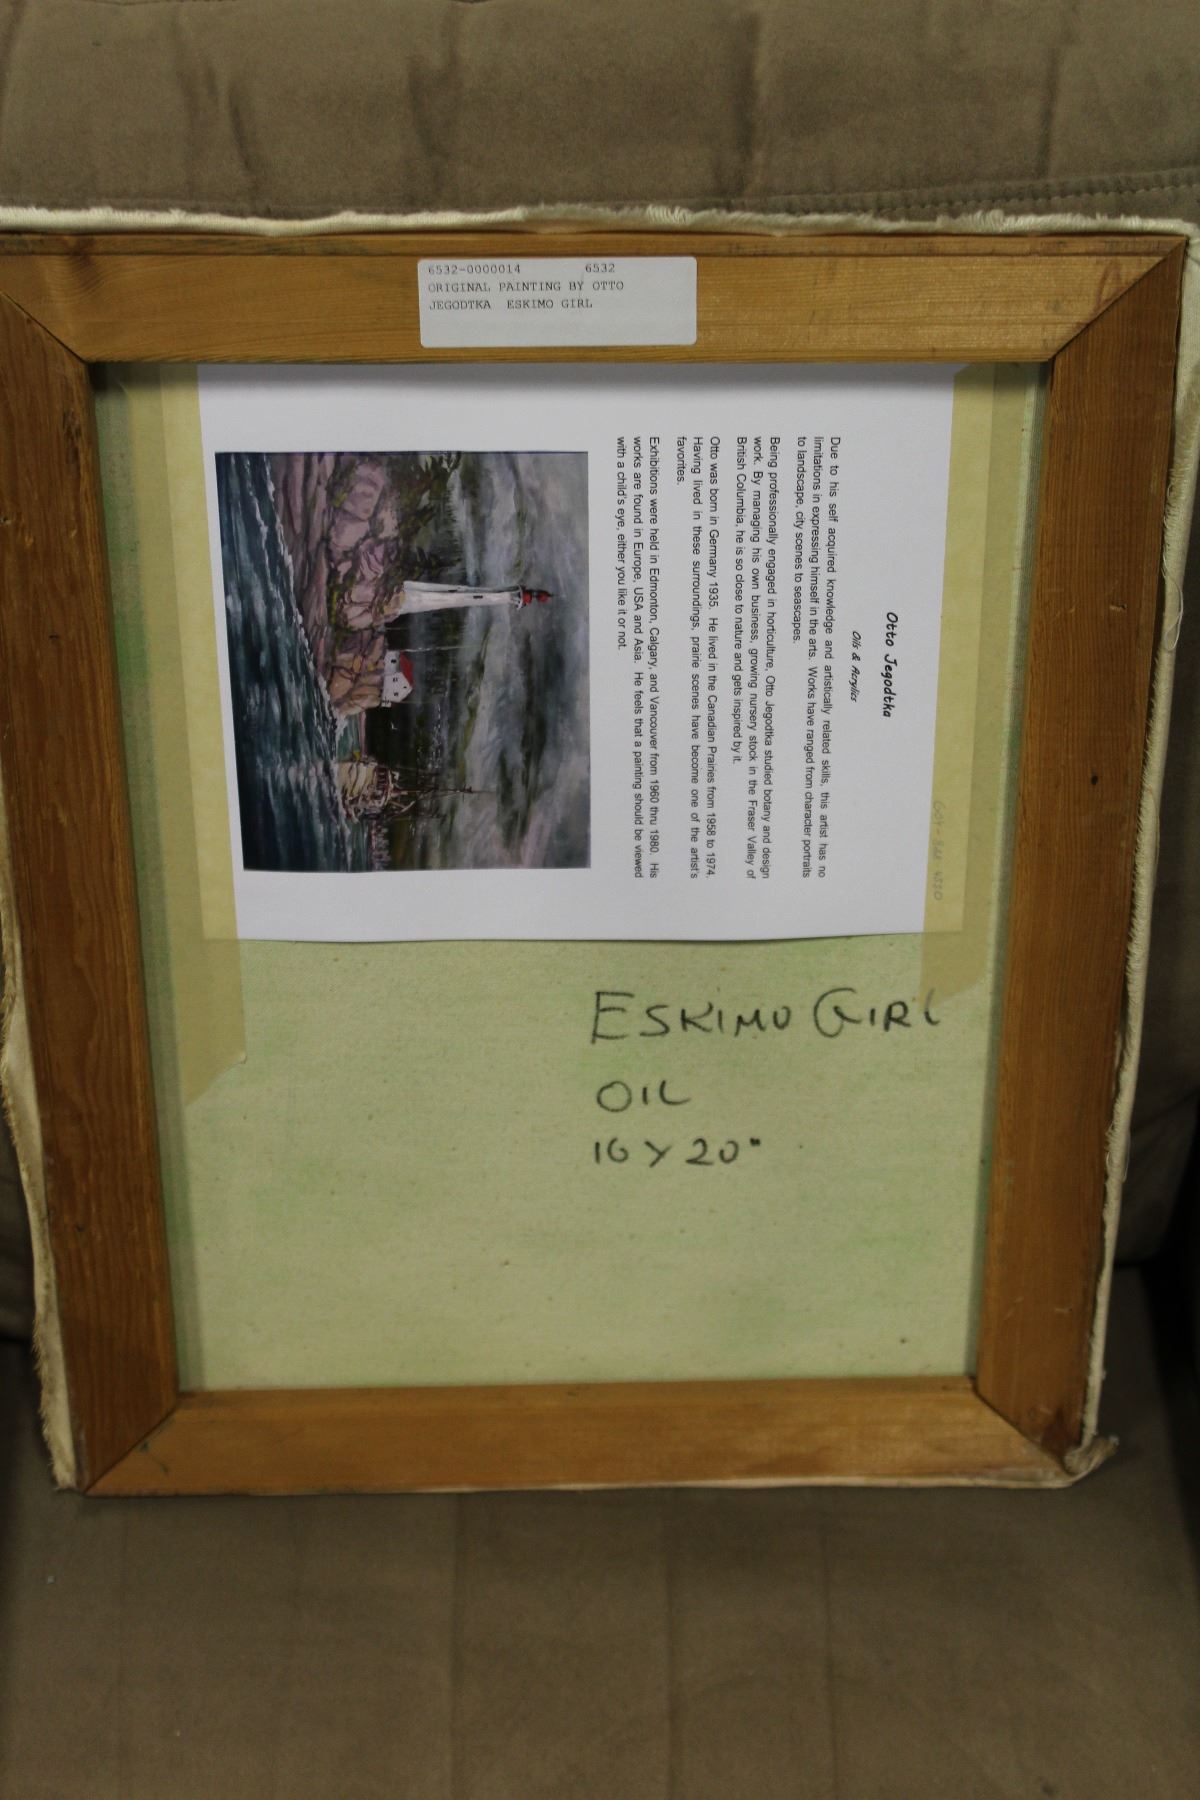 6532-0000014 6532
ORIGINAL PAINTING BY OTTO
JEGODTKA ESKIMO GIRL
Otto Jegodtka
Oils & Acrylics
Due to his self acquired knowledge and artistically related skills, this artist has no
limitations in expressing himself in the arts. Works have ranged from character portraits
to landscape, city scenes to seascapes.
Being professionally engaged in horticulture, Otto Jegodtka studied botany and design
work. By managing his own business, growing nursery stock in the Fraser Valley of
British Columbia, he is so close to nature and gets inspired by it.
Otto was born in Germany 1935. He lived in the Canadian Prairies from 1958 to 1974.
Having lived in these surroundings, prairie scenes have become one of the artist's
favorites.
Exhibitions were held in Edmonton, Calgary, and Vancouver from 1960 thru 1980. His
works are found in Europe, USA and Asia. He feels that a painting should be viewed
with a child's eye, either you like it or not.
ESKIMO GIRL
OIL
16 X 20"